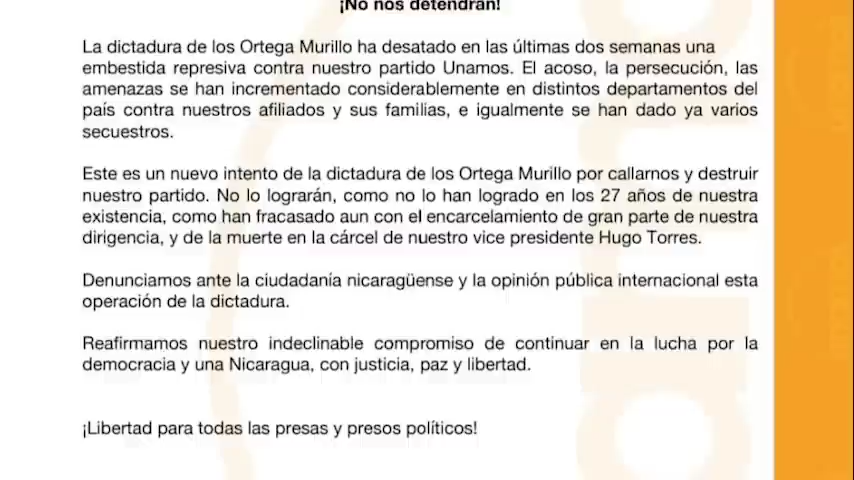 ¡No nos detendrán!
La dictadura de los Ortega Murillo ha desatado en las últimas dos semanas una
embestida represiva contra nuestro partido Unamos. El acoso, la persecución, las
amenazas se han incrementado considerablemente en distintos departamentos del
país contra nuestros afiliados y sus familias, e igualmente se han dado ya varios
secuestros.
Este es un nuevo intento de la dictadura de los Ortega Murillo por callarnos y destruir
nuestro partido. No lo lograrán, como no lo han logrado en los 27 años de nuestra
existencia, como han fracasado aun con el encarcelamiento de gran parte de nuestra
dirigencia, y de la muerte en la cárcel de nuestro vice presidente Hugo Torres.
Denunciamos ante la ciudadanía nicaragüense y la opinión pública internacional esta
operación de la dictadura.
Reafirmamos nuestro indeclinable compromiso de continuar en la lucha por la
democracia y una Nicaragua, con justicia, paz y libertad.
¡Libertad para todas las presas y presos políticos!